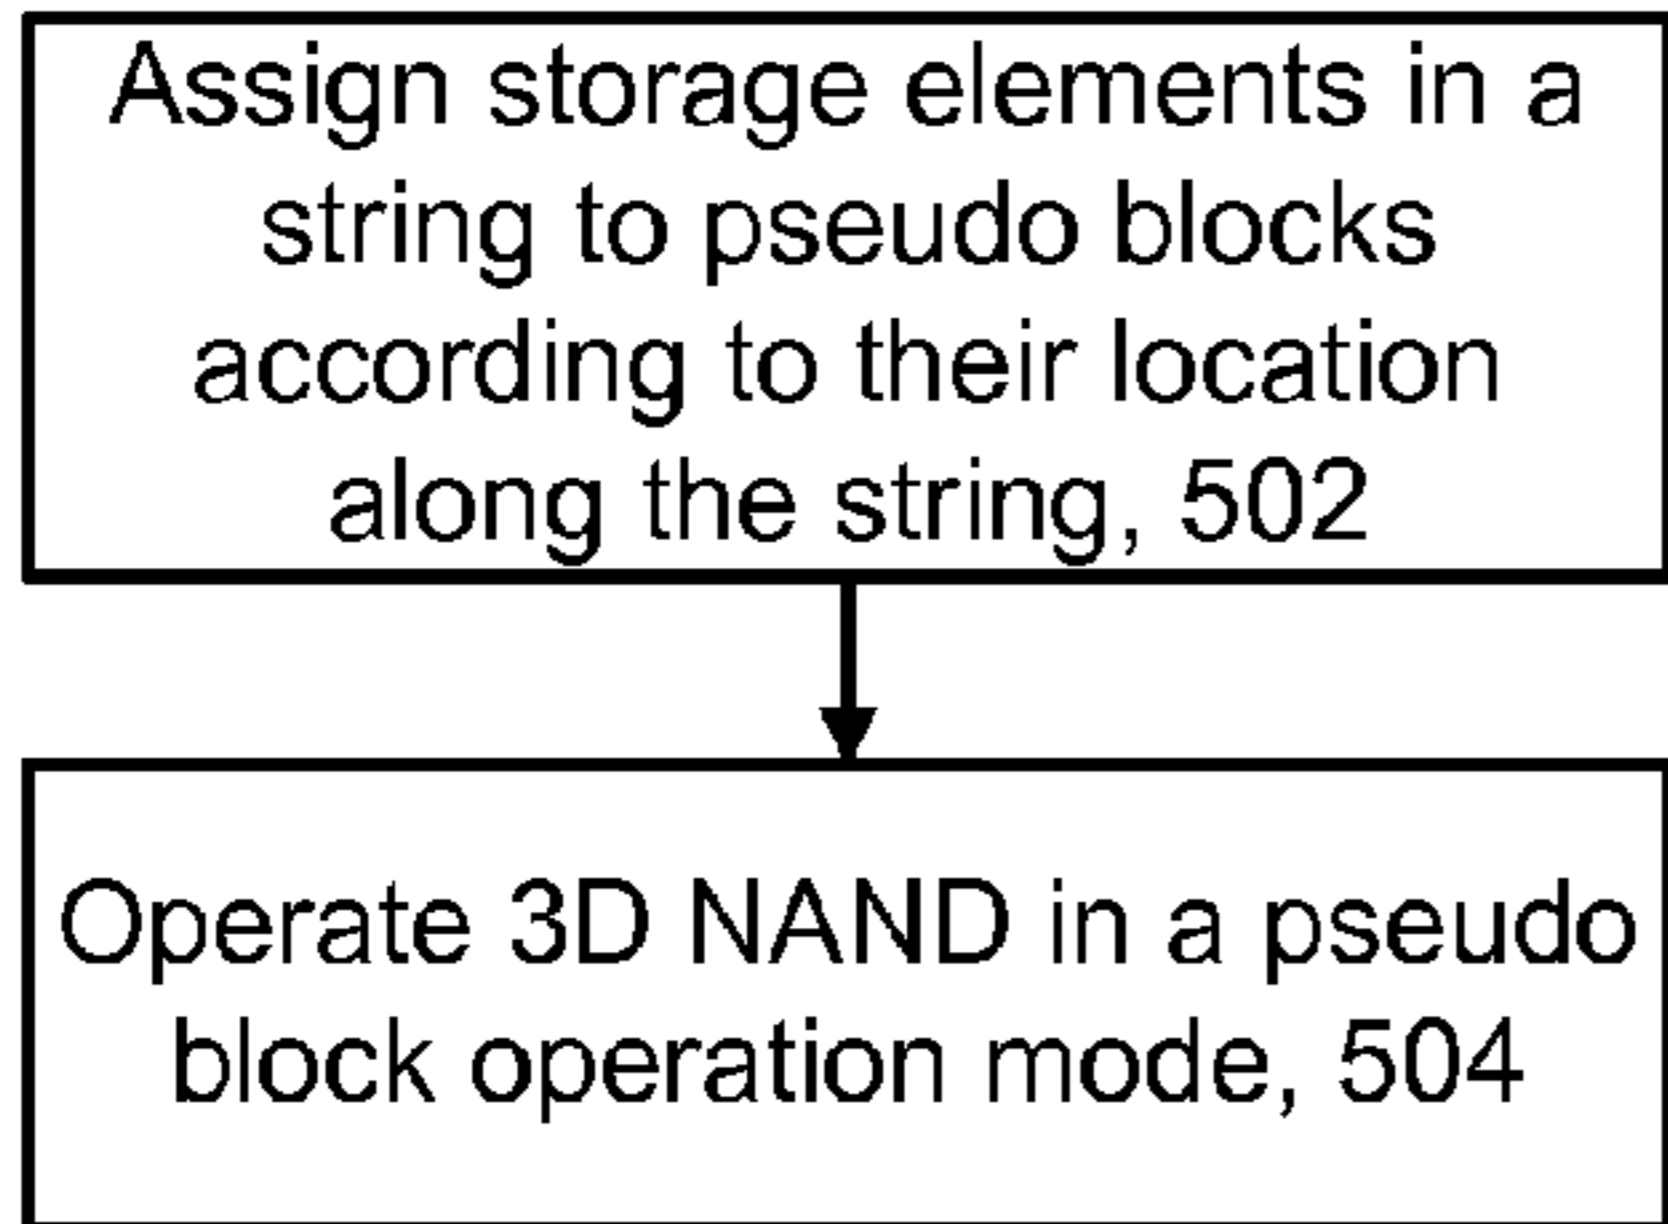 Assign storage elements in a
string to pseudo blocks
according to their location
along the string, 502
Operate 3D NAND in a pseudo
block operation mode, 504